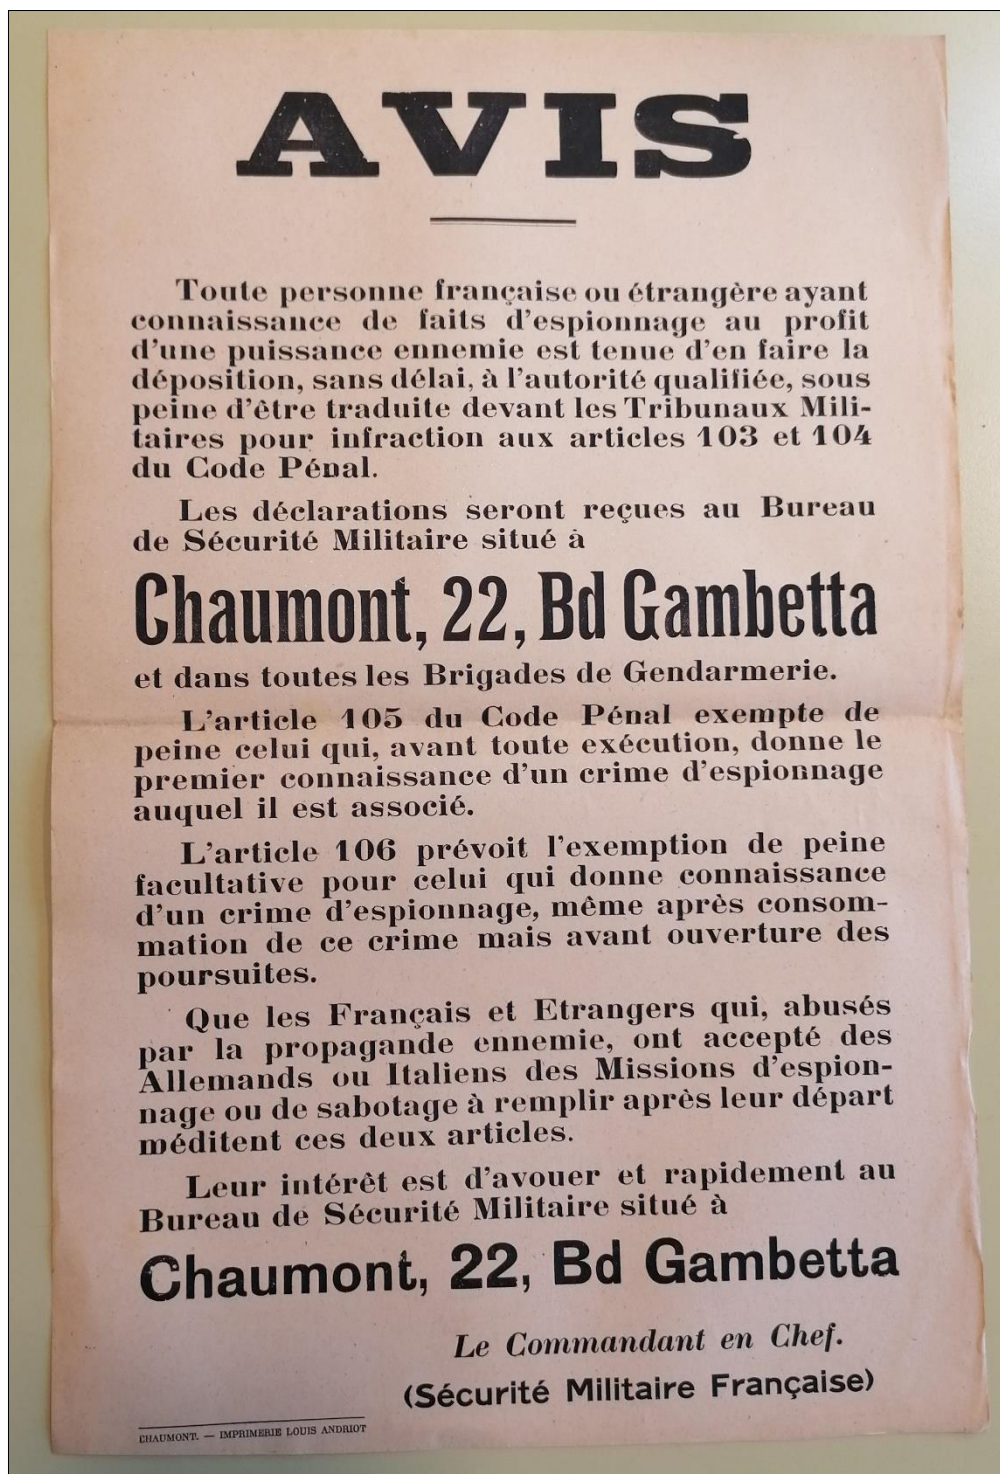 AVIS
Toute personne française ou étrangère ayant
connaissance de faits d'espionnage au profit
d'une puissance ennemie est tenue d'en faire la
déposition, sans délai, à l'autorité qualifiée, sous
peine d'être traduite devant les Tribunaux Mili-
taires pour infraction aux articles 103 et 104
du Code Pénal.
Les déclarations seront reçues au Bureau
de Sécurité Militaire situé à
Chaumont, 22, Bd Gambetta
et dans toutes les Brigades de Gendarmerie.
L'article 105 du Code Pénal exempte de
peine celui qui, avant toute exécution, donne le
premier connaissance d'un crime d'espionnage
auquel il est associé.
L'article 106 prévoit l'exemption de peine
facultative pour celui qui donne connaissance
d'un crime d'espionnage, même après consom-
mation de ce crime mais avant ouverture des
poursuites.
Que les Français et Etrangers qui, abusés
par la propagande ennemie, ont accepté des
Allemands ou Italiens des Missions d'espion-
nage ou de sabotage à remplir après leur départ
méditent ces deux articles.
Leur intérêt est d'avouer et rapidement au
Bureau de Sécurité Militaire situé à
Chaumont, 22, Bd Gambetta
Le Commandant en Chef.
(Sécurité Militaire Française)
CHAUMONT. — IMPRIMERIE LOUIS ANDRIOT